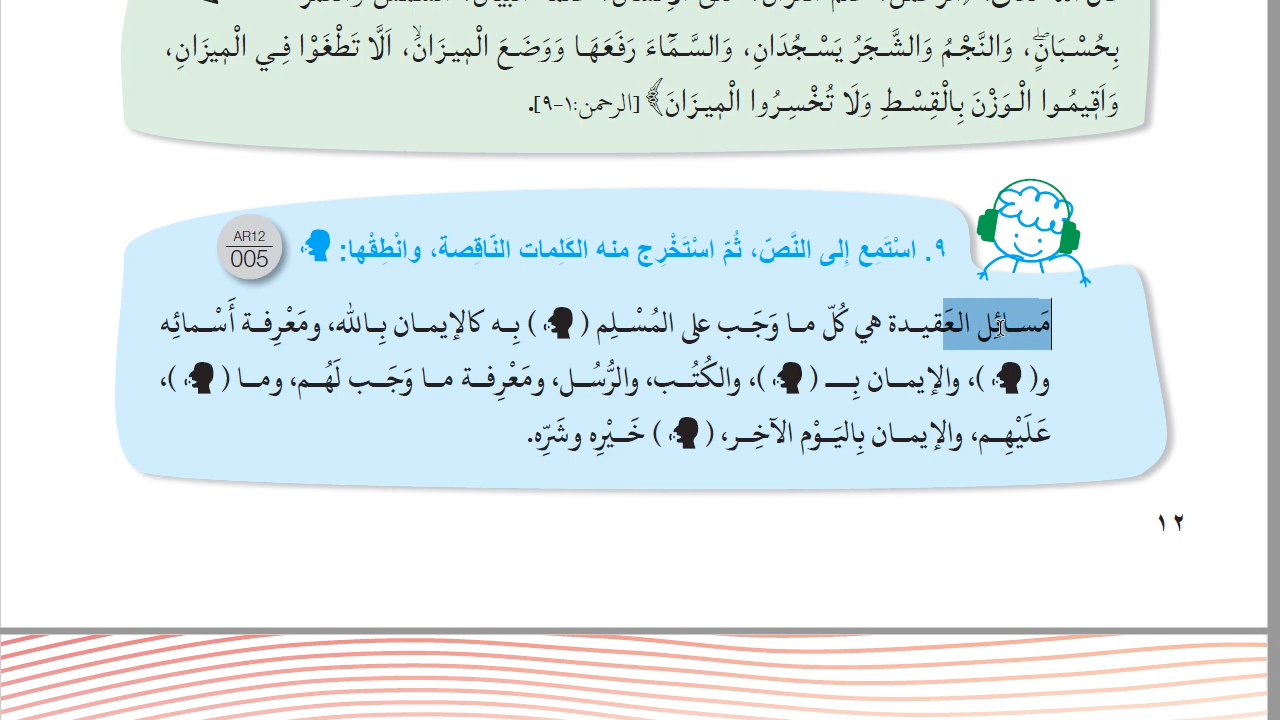 بِحُسْبَانٍۖ، وَالنَّجْمُ وَالشَّجَرُ يَسْجُدَانِ، وَالسَّمَٓاءَ رَفَعَهَا وَوَضَعَ الْم۪يزَانَۙ، اَلَّا تَطْغَوْا فِي الْم۪يزَانِ،
وَاَق۪يمُوا الْوَزْنَ بِالْقِسْطِ وَلَا تُخْسِرُوا الْم۪يزَانَ﴾ [الرحمن:١-٩].
AR12
005
٩. اسْتَمِع إِلى النَّصّ، ثُمّ اسْتَخْرِج منه الكَلِمات النّاقِصة، وانْطِقْها:
مَسائِل العَقيدة هي كُلّ ما وَجَب على المُسْلِم ( ) بِه كالإيمان بِالله، ومَعْرِفة أَسْمائِه
و( )، والإيمان بِـ ( )، والكُتُب، والرُّسُل، ومَعْرِفة ما وَجَب لَهُم، وما ( )،
عَلَيْهِم، والإيمان بِاليَوْم الآخِر، ( ) خَيْرِه وشَرِّه.
١٢